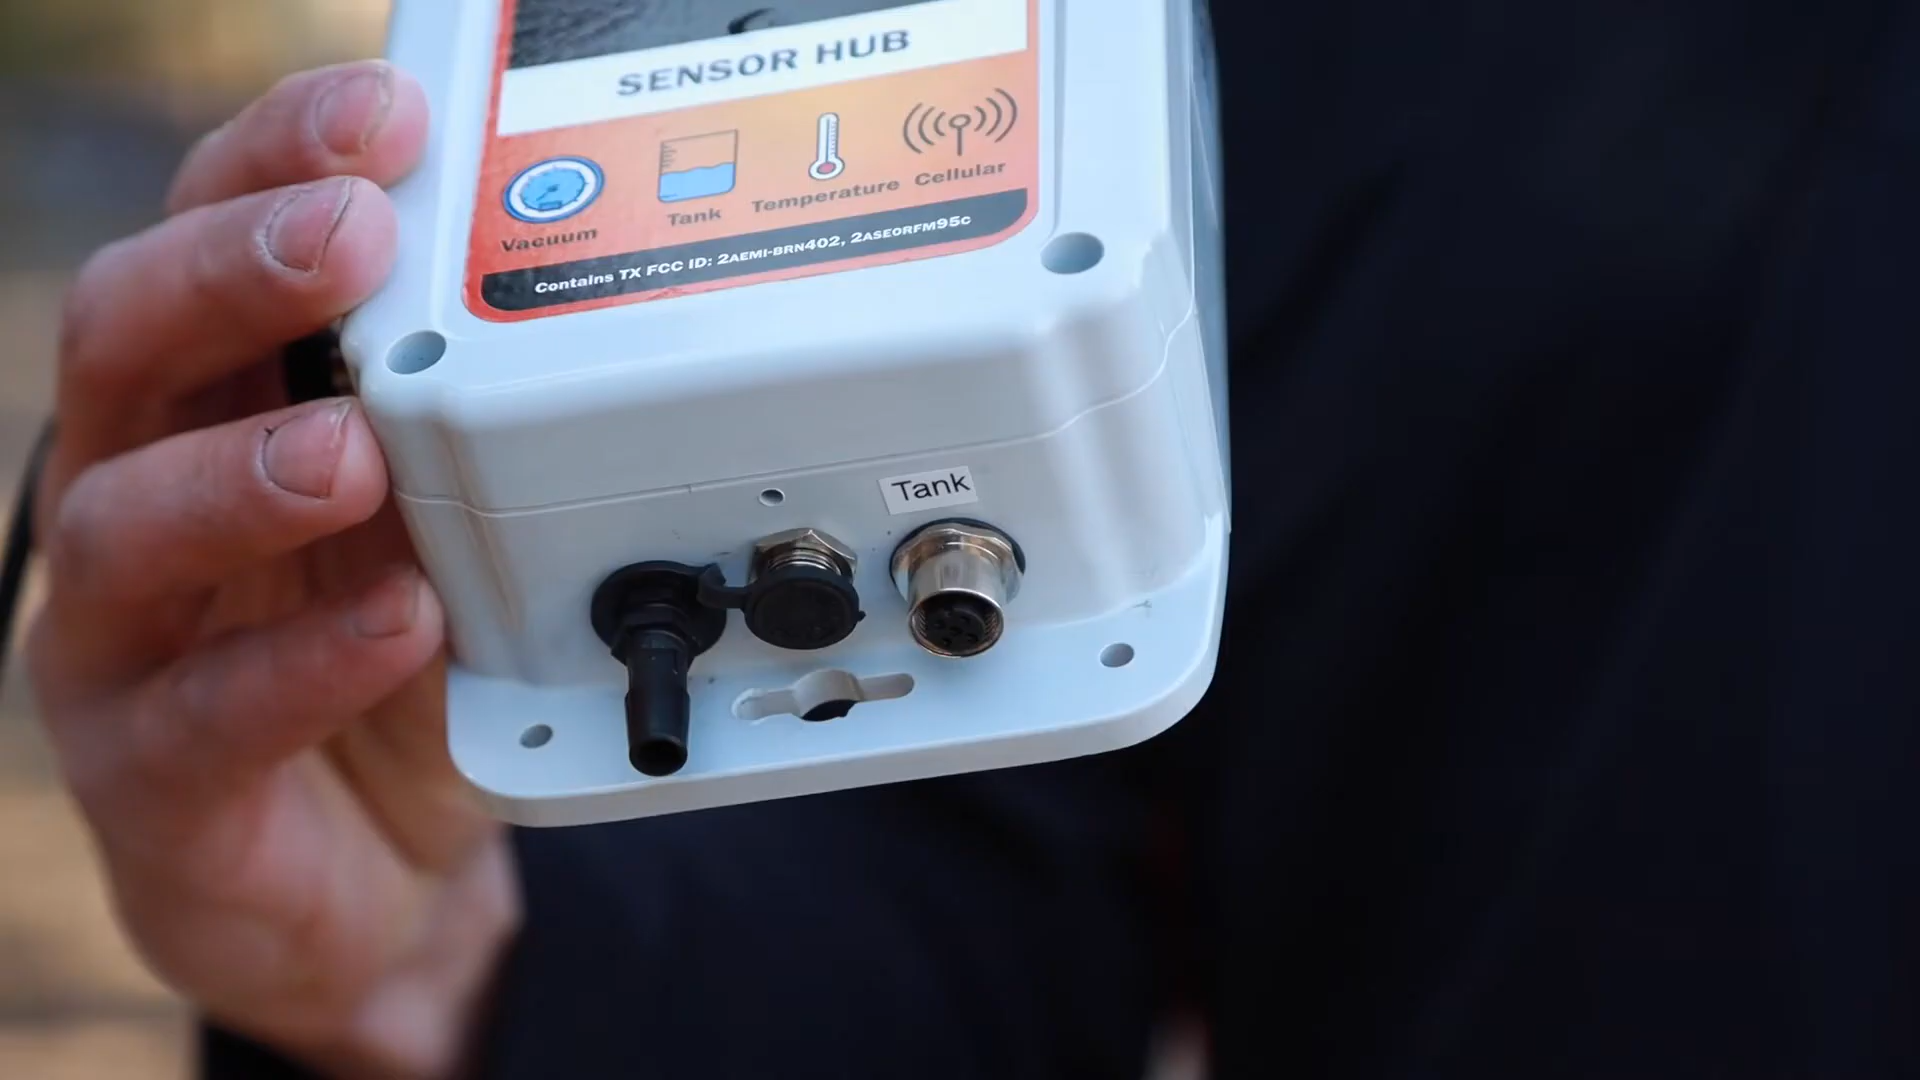 SENSOR HUB
Vacuum
Tank
Temperature
Cellular
Contains TX FCC ID: 2AEMI-BRN402, 2ASEORFM95C
Tank